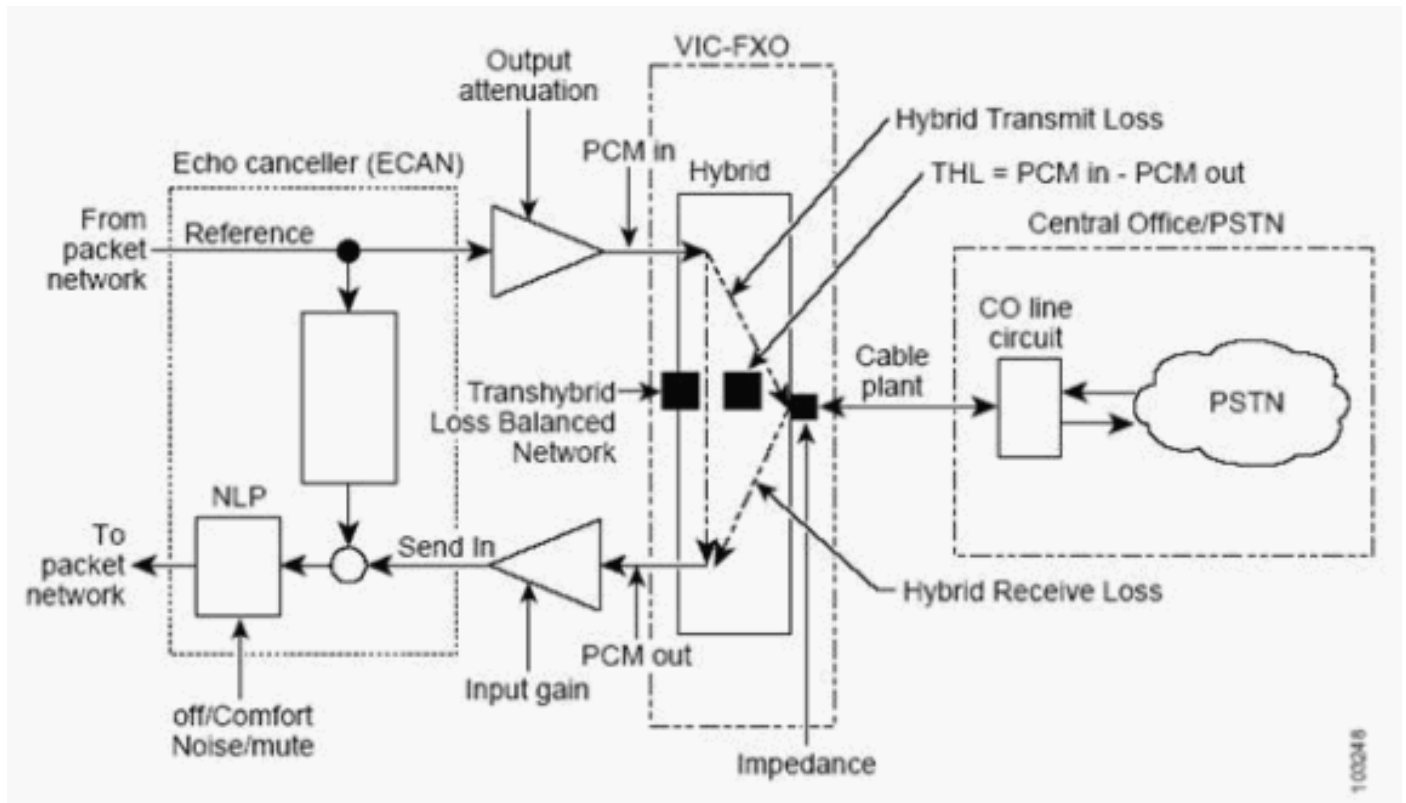 VIC-FXO
Output
attenuation
Hybrid Transmit Loss
PCM in
Echo canceller (ECAN)
Hybrid
THL = PCM in - PCM out
From
packet
network
Reference
Central Office/PSTN
CO line
circuit
Cable
plant
Transhybrid
Loss Balanced
Network
PSTN
NLP
To
packet
network
Send In
Hybrid Receive Loss
PCM out
Input gain
off/Comfort
Noise/mute
Impedance
103248